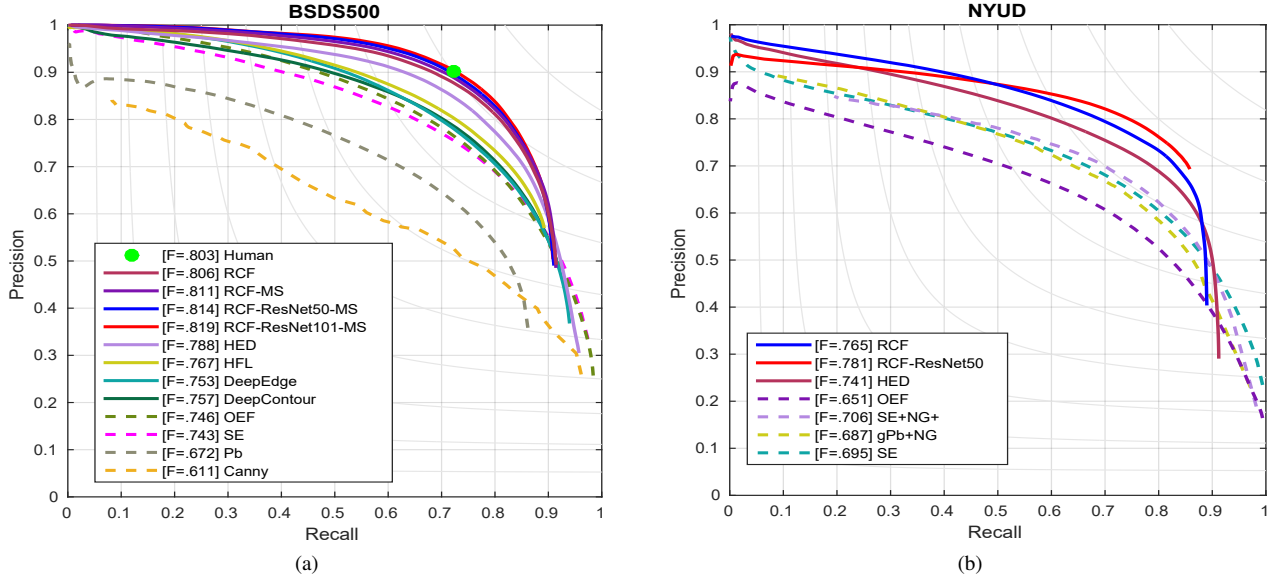 BSDS500
1
0.9
0.8
0.7
0.6
0.5
0.4
0.3
0.2
0.1
0
Precision
[F=.803] Human
[F=.806] RCF
[F=.811] RCF-MS
[F=.814] RCF-ResNet50-MS
[F=.819] RCF-ResNet101-MS
[F=.788] HED
[F=.767] HFL
[F=.753] DeepEdge
[F=.757] DeepContour
[F=.746] OEF
[F=.743] SE
[F=.672] Pb
[F=.611] Canny
0 0.1 0.2 0.3 0.4 0.5 0.6 0.7 0.8 0.9 1
Recall
(a)
NYUD
1
0.9
0.8
0.7
0.6
0.5
0.4
0.3
0.2
0.1
0
Precision
[F=.765] RCF
[F=.781] RCF-ResNet50
[F=.741] HED
[F=.651] OEF
[F=.706] SE+NG+
[F=.687] gPb+NG
[F=.695] SE
0 0.1 0.2 0.3 0.4 0.5 0.6 0.7 0.8 0.9 1
Recall
(b)